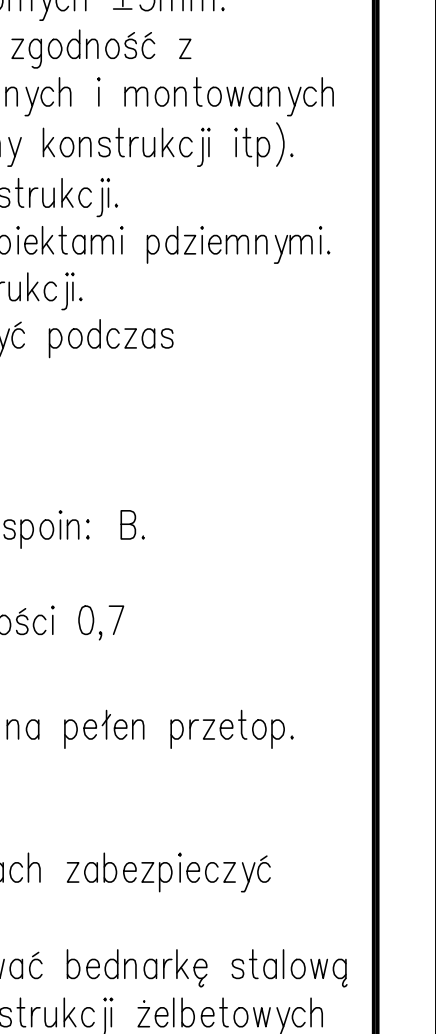 ±5mm.
zgodność z
nych i montowanych
y konstrukcji itp).
strukcji.
biektami pdziemnymi.
rukcji.
yć podczas
spoin: B.
ości 0,7
na pełen przetop.
ach zabezpieczyć
wać bednarkę stalową
strukcji żelbetowych